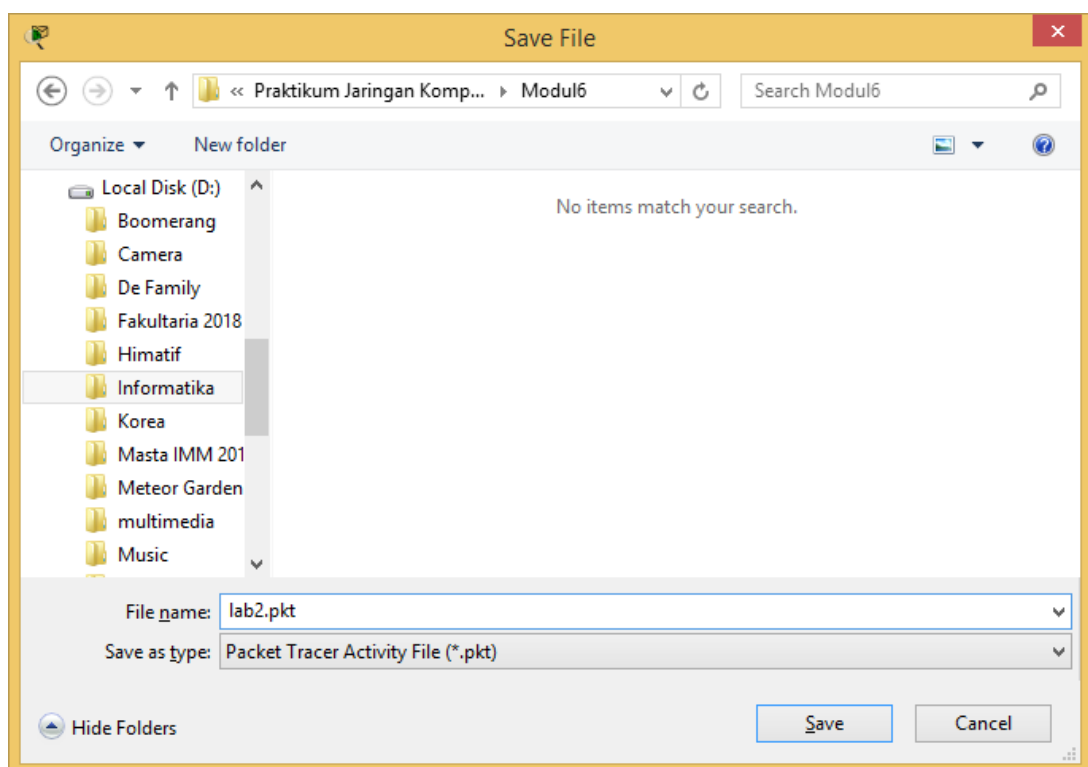 Save File
« Praktikum Jaringan Komp... Modul6
Search Modul6
Organize
New folder
Local Disk (D:)
No items match your search.
Boomerang
Camera
De Family
Fakultaria 2018
Himatif
Informatika
Korea
Masta IMM 201
Meteor Garden
multimedia
Music
File name: lab2.pkt
Save as type: Packet Tracer Activity File (*.pkt)
Hide Folders
Save
Cancel